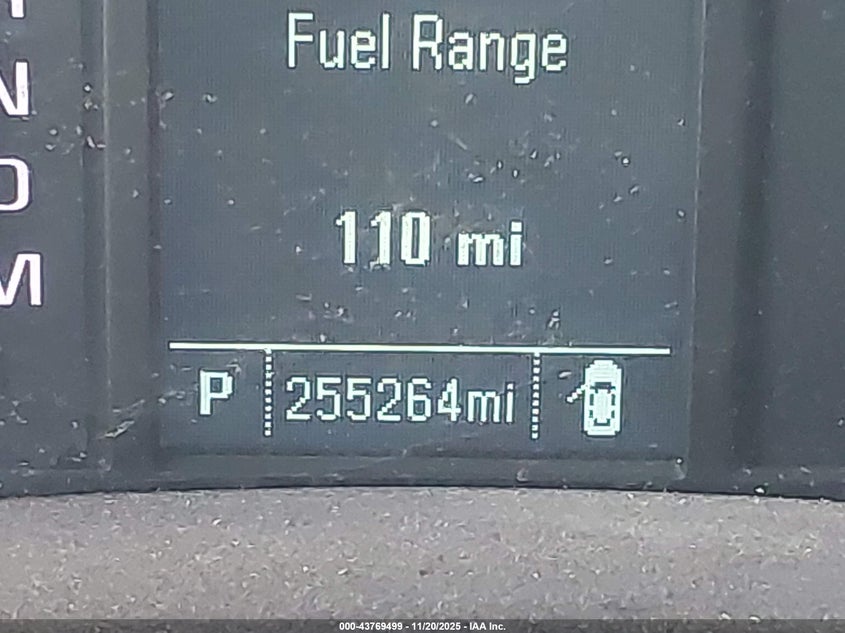 Fuel Range
N
D
M
110 mi
P 255264mi
000-43769499 - 11/20/2025 - IAA Inc.